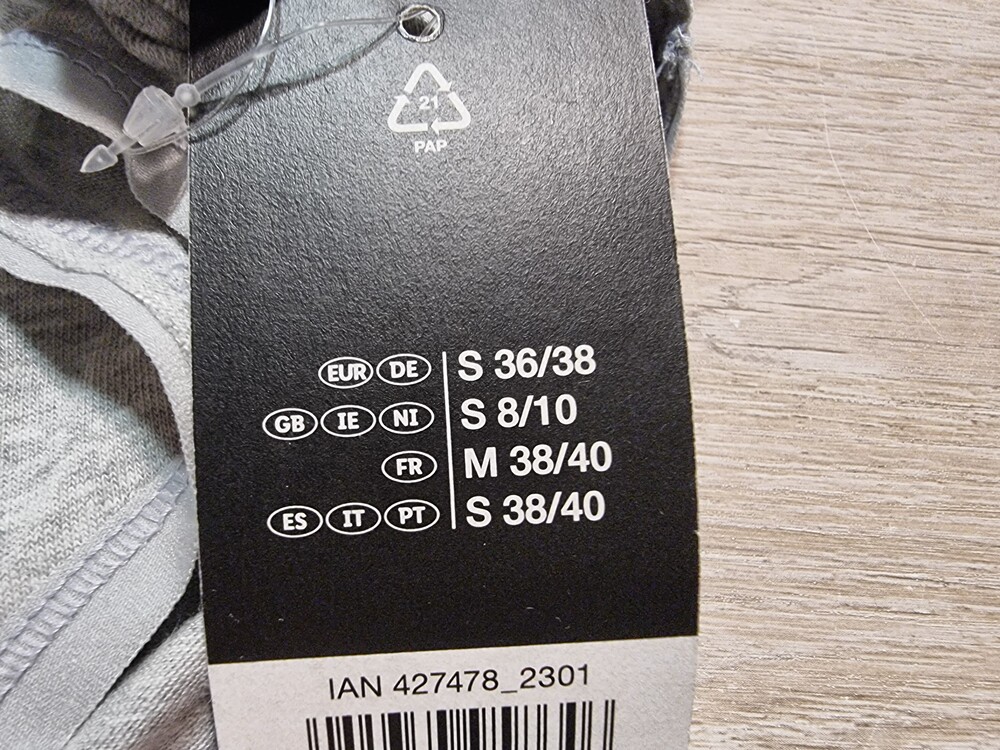 21
PAP
EUR DE S 36/38
GB IE NI S 8/10
FR M 38/40
ES IT PT S 38/40
IAN 427478_2301